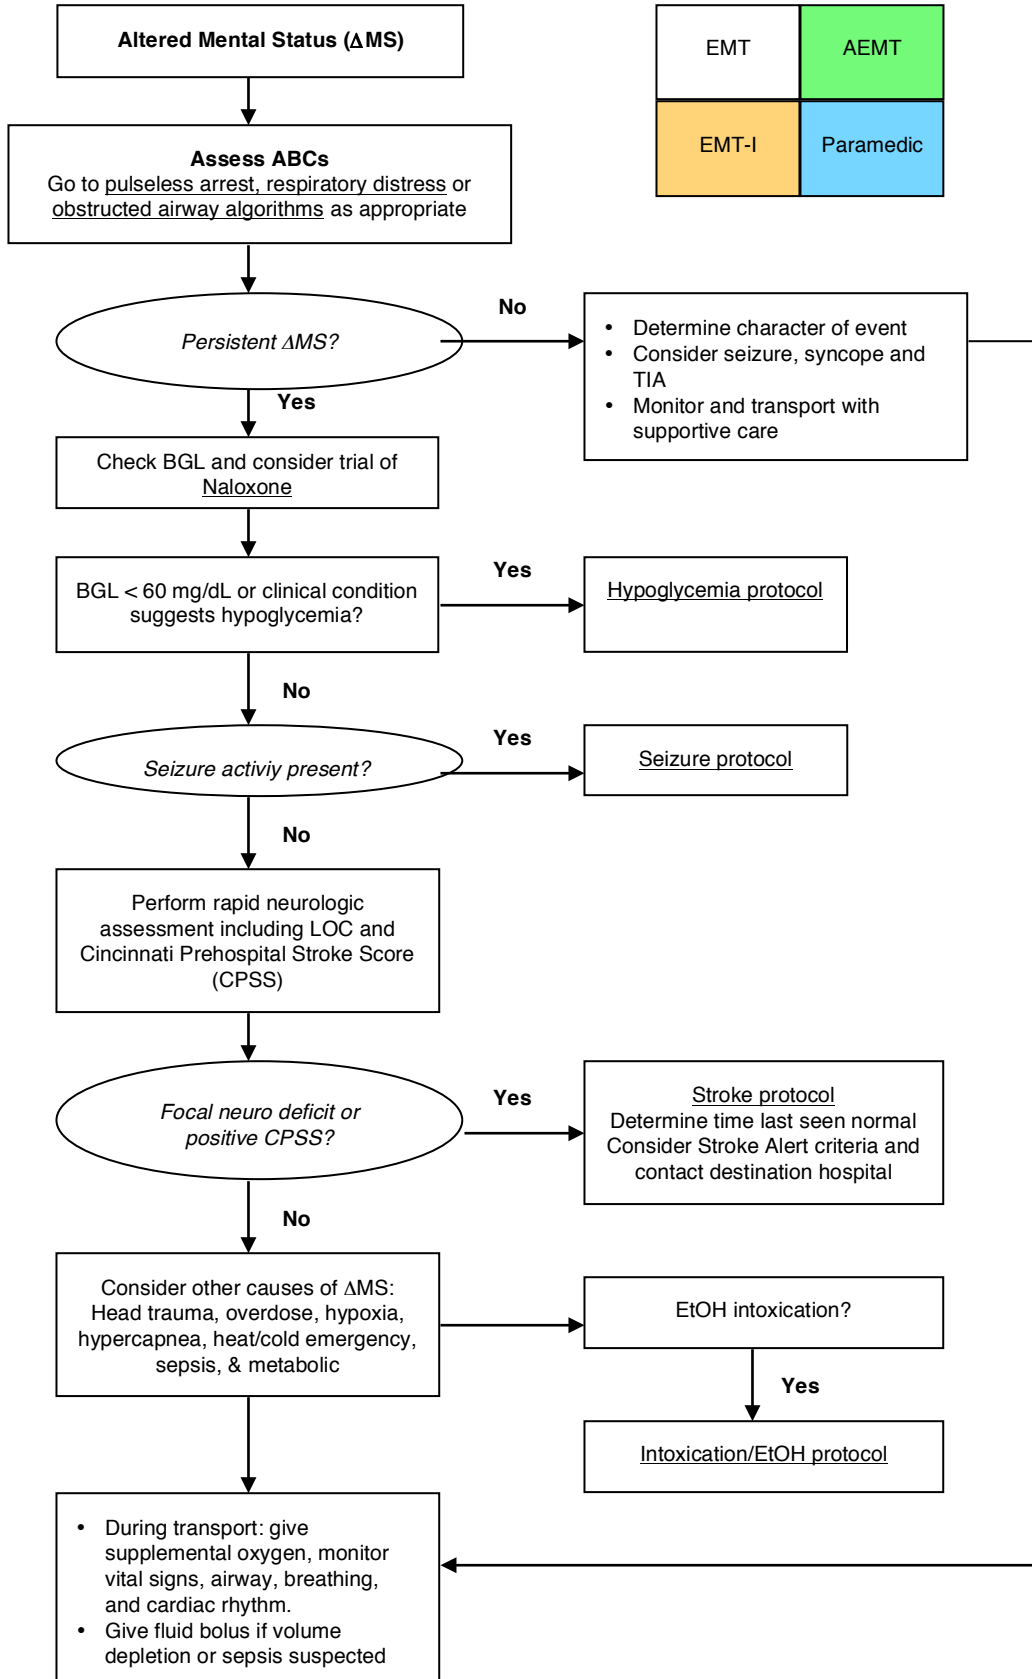 Altered Mental Status (ΔMS)
EMT
AEMT
EMT-I
Paramedic
Assess ABCs
Go to pulseless arrest, respiratory distress or
obstructed airway algorithms as appropriate
Persistent ΔMS?
No
• Determine character of event
• Consider seizure, syncope and
TIA
• Monitor and transport with
supportive care
Yes
Check BGL and consider trial of
Naloxone
BGL < 60 mg/dL or clinical condition
suggests hypoglycemia?
Yes
Hypoglycemia protocol
No
Seizure activiy present?
Yes
Seizure protocol
No
Perform rapid neurologic
assessment including LOC and
Cincinnati Prehospital Stroke Score
(CPSS)
Focal neuro deficit or
positive CPSS?
Yes
Stroke protocol
Determine time last seen normal
Consider Stroke Alert criteria and
contact destination hospital
No
Consider other causes of ΔMS:
Head trauma, overdose, hypoxia,
hypercapnea, heat/cold emergency,
sepsis, & metabolic
EtOH intoxication?
Yes
Intoxication/EtOH protocol
• During transport: give
supplemental oxygen, monitor
vital signs, airway, breathing,
and cardiac rhythm.
• Give fluid bolus if volume
depletion or sepsis suspected